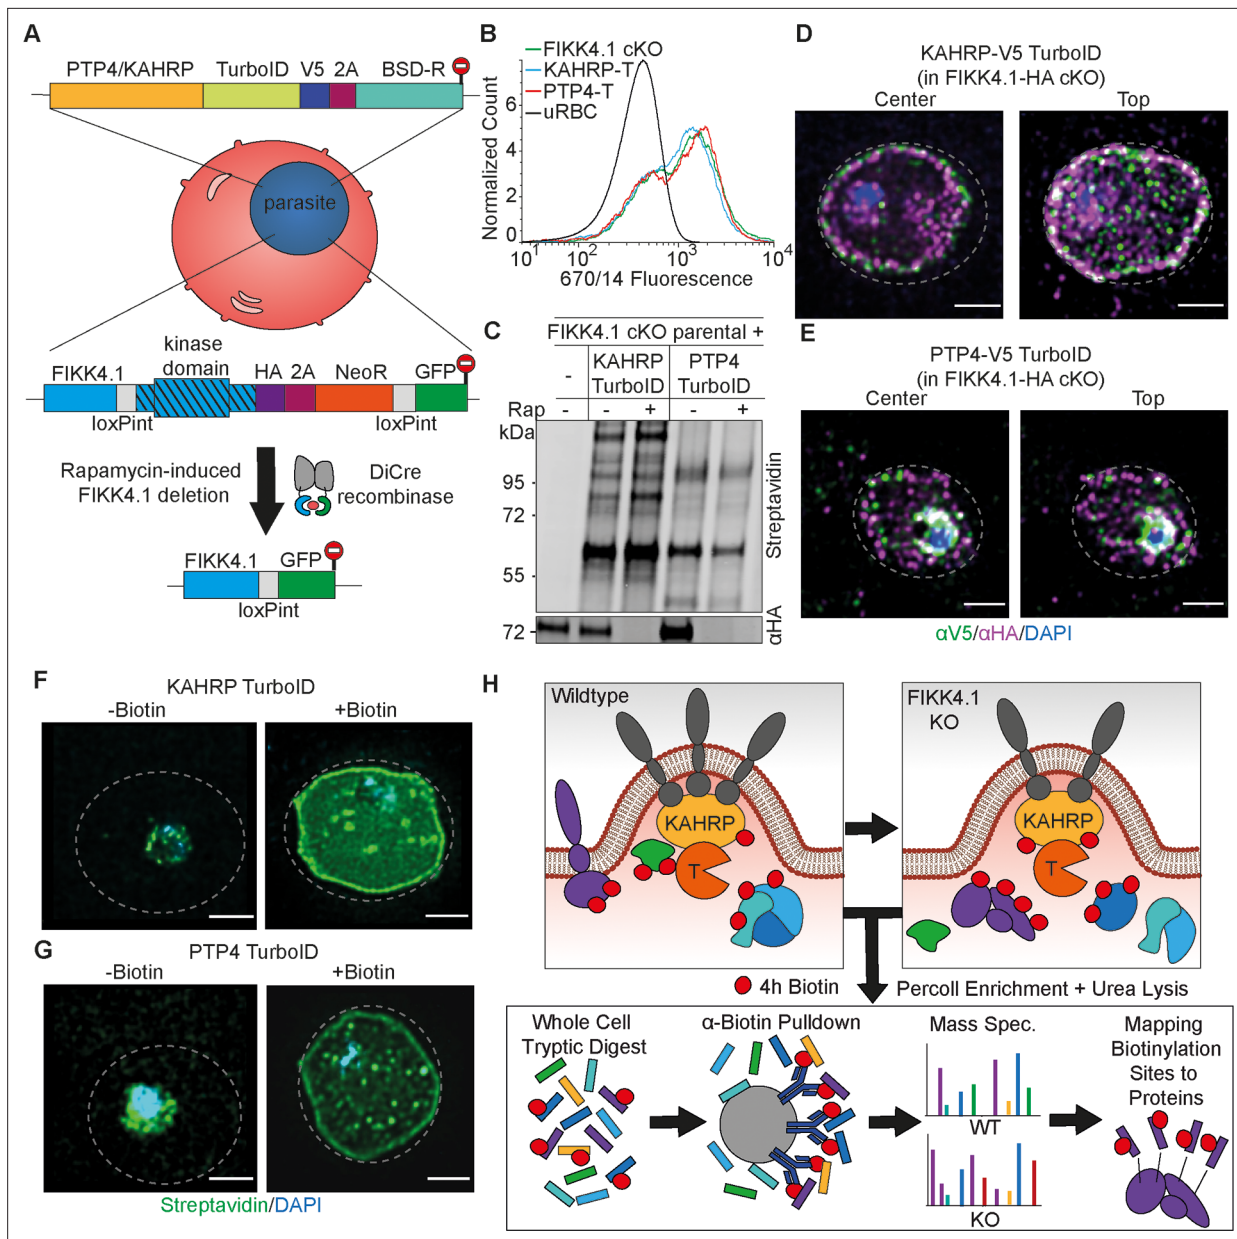 A
PTP4/KAHRP TurboID V5 2A BSD-R
parasite
kinase
domain
FIKK4.1 HA 2A NeoR GFP
loxPint loxPint
Rapamycin-induced
FIKK4.1 deletion
DiCre
recombinase
FIKK4.1 GFP
loxPint
B
FIKK4.1 cKO
KAHRP-T
PTP4-T
uRBC
Normalized Count
6
4
2
0
10¹ 10² 10³ 10⁴
670/14 Fluorescence
C
FIKK4.1 cKO parental +
- KAHRP TurboID PTP4 TurboID
Rap - - + - +
kDa
95 -
72 -
55 -
72 -
Streptavidin
αHA
D
KAHRP-V5 TurboID
(in FIKK4.1-HA cKO)
Center Top
E
PTP4-V5 TurboID
(in FIKK4.1-HA cKO)
Center Top
αV5/αHA/DAPI
F
KAHRP TurboID
-Biotin +Biotin
G
PTP4 TurboID
-Biotin +Biotin
Streptavidin/DAPI
H
Wildtype
KAHRP
T
FIKK4.1
KO
KAHRP
T
4h Biotin
Percoll Enrichment + Urea Lysis
Whole Cell
Tryptic Digest
α-Biotin Pulldown
Mass Spec.
WT
KO
Mapping
Biotinylation
Sites to
Proteins